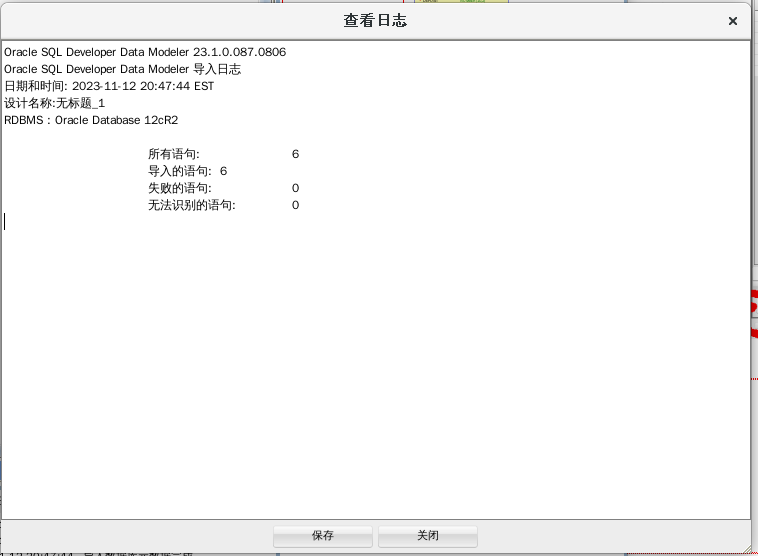 查看日志
Oracle SQL Developer Data Modeler 23.1.0.087.0806
Oracle SQL Developer Data Modeler 导入日志
日期和时间: 2023-11-12 20:47:44 EST
设计名称:无标题_1
RDBMS : Oracle Database 12cR2
所有语句: 6
导入的语句: 6
失败的语句: 0
无法识别的语句: 0
保存 关闭